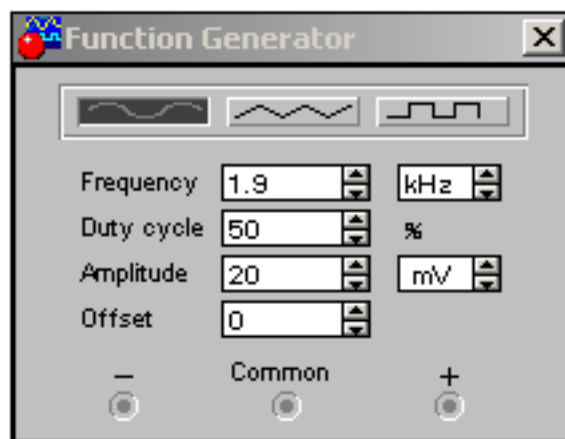 Function Generator
Frequency 1.9 kHz
Duty cycle 50 %
Amplitude 20 mV
Offset 0
− Common +